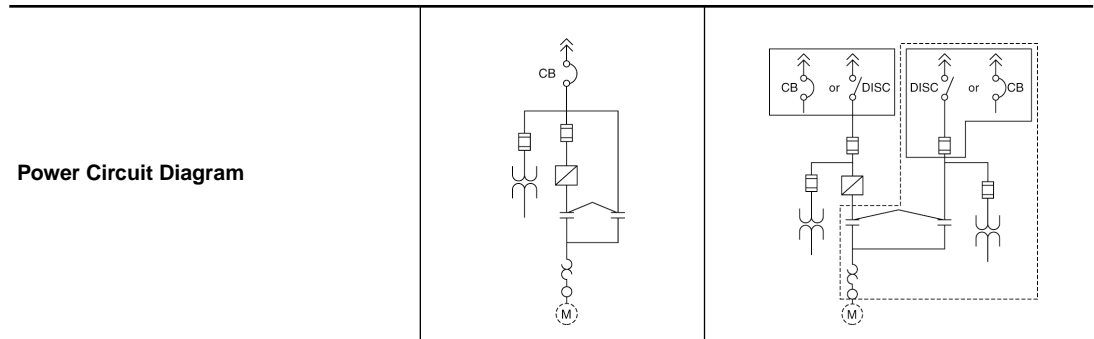 Power Circuit Diagram
CB
M
CB or DISC
DISC or CB
M